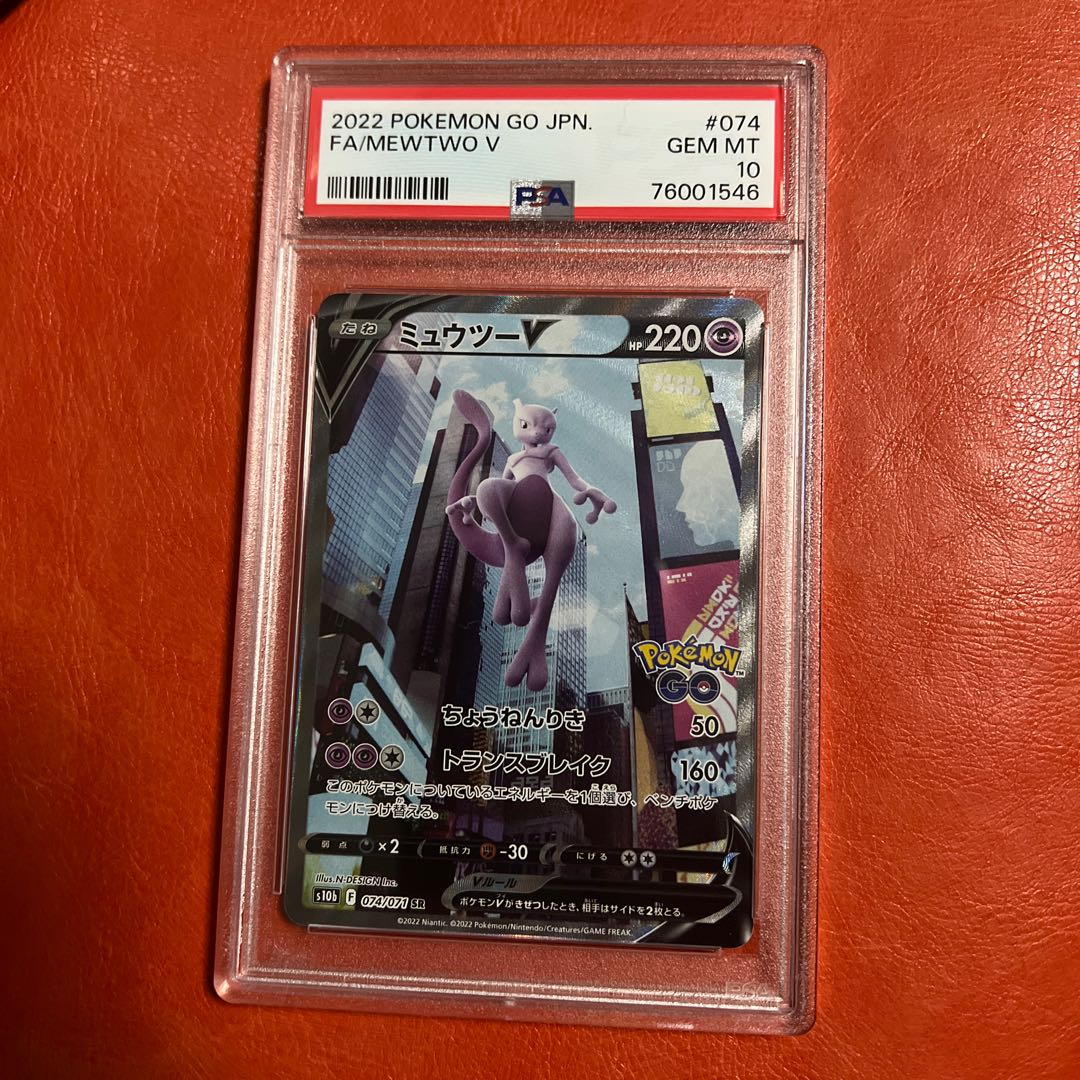 2022 POKEMON GO JPN.
#074
FA/MEWTWO V
GEM MT
10
PSA
76001546
たね
ミュウツーV
HP 220
Pokémon
GO
ちょうねんりき
50
トランスブレイク
160
このポケモンについているエネルギーを1個選び、ベンチポケ
モンにつけ替える。
弱点 ×2
抵抗力 -30
にげる
Vルール
ポケモンVがきぜつしたとき、相手はサイドを2枚とる。
Illus.N-DESIGN Inc.
s10b F 074/071 SR
©2022 Niantic. ©2022 Pokémon/Nintendo/Creatures/GAME FREAK.